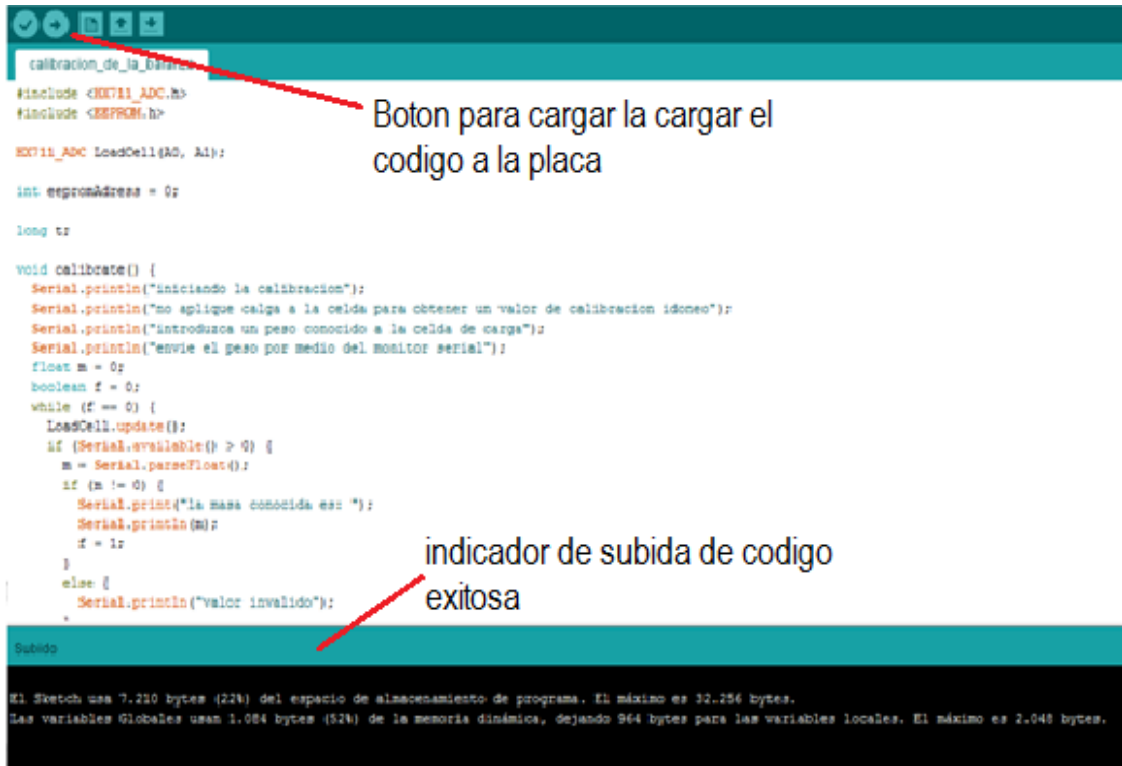 calibracion_de_la_balanza
#include <HX711_ADC.h>
#include <EEPROM.h>
Boton para cargar la cargar el
codigo a la placa
HX711_ADC LoadCell(A0, A1);
int eepromAdress = 0;
long t;
void calibrate() {
Serial.println("iniciando la calibracion");
Serial.println("no aplique calga a la celda para obtener un valor de calibracion idoneo");
Serial.println("introduzca un peso conocido a la celda de carga");
Serial.println("envie el peso por medio del monitor serial");
float m = 0;
boolean f = 0;
while (f == 0) {
LoadCell.update();
if (Serial.available() > 0) {
m = Serial.parseFloat();
if (m != 0) {
Serial.print("la masa conocida es: ");
Serial.println(m);
f = 1;
}
else {
Serial.println("valor invalido");
indicador de subida de codigo
exitosa
Subido
El Sketch usa 7.210 bytes (22%) del espacio de almacenamiento de programa. El máximo es 32.256 bytes.
Las variables Globales usan 1.084 bytes (52%) de la memoria dinámica, dejando 964 bytes para las variables locales. El máximo es 2.048 bytes.